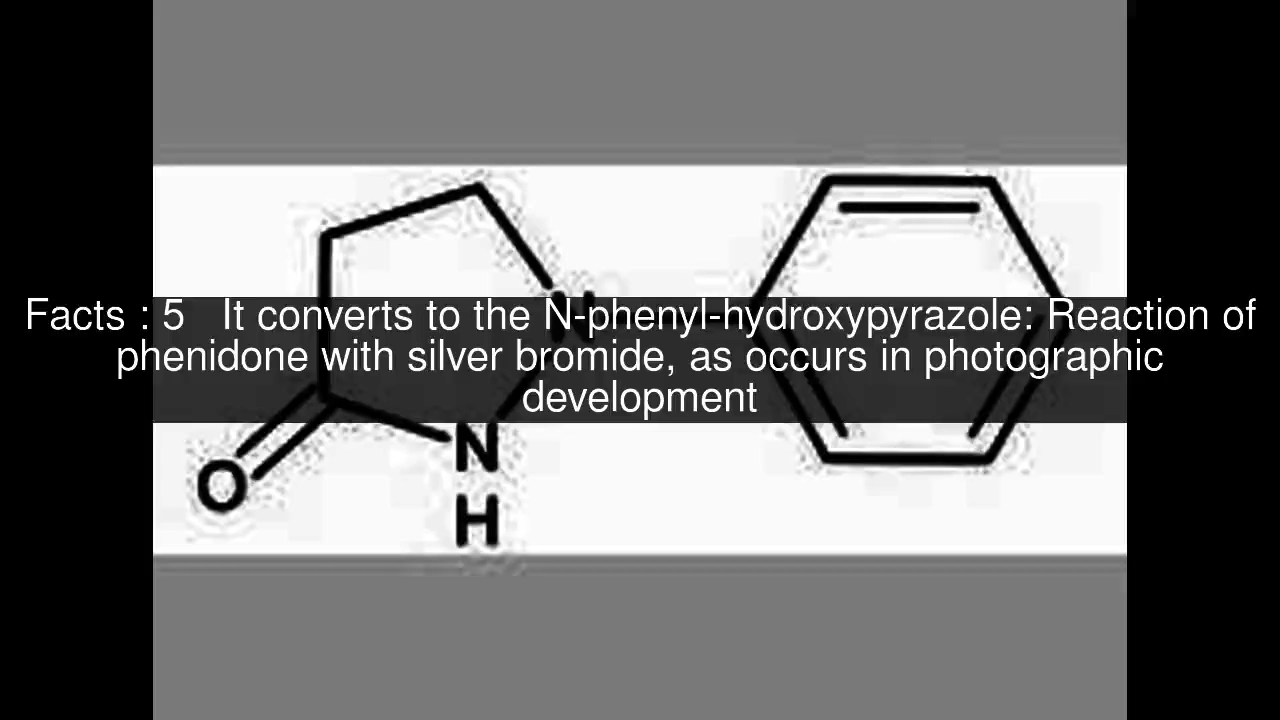 Facts : 5 It converts to the N-phenyl-hydroxypyrazole: Reaction of
phenidone with silver bromide, as occurs in photographic
development
O
N
H